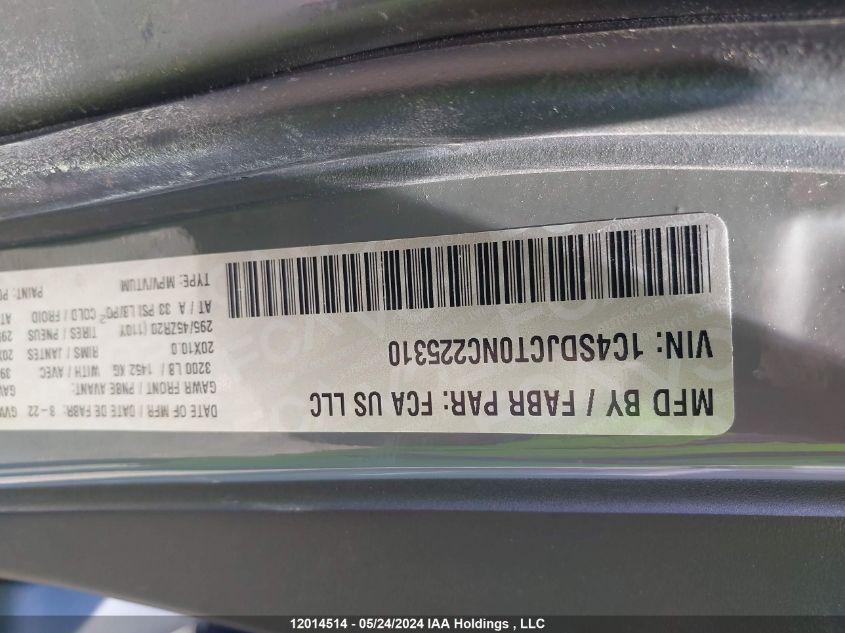 MFD BY / FABR PAR: FCA US LLC
DATE OF MFR / DATE DE FABR: 8-22
GAWR FRONT / PNBE AVANT:
3200 LB / 1452 KG WITH / AVEC
20X10.0 RIMS / JANTES
295/45ZR20 (110Y TIRES / PNEUS
AT / A 33 PSI LB/PO² COLD / FROID
VIN: 1C4SDJCT0NC225310
TYPE: MPV/VTUM PAINT:
12014514 - 05/24/2024 IAA Holdings , LLC